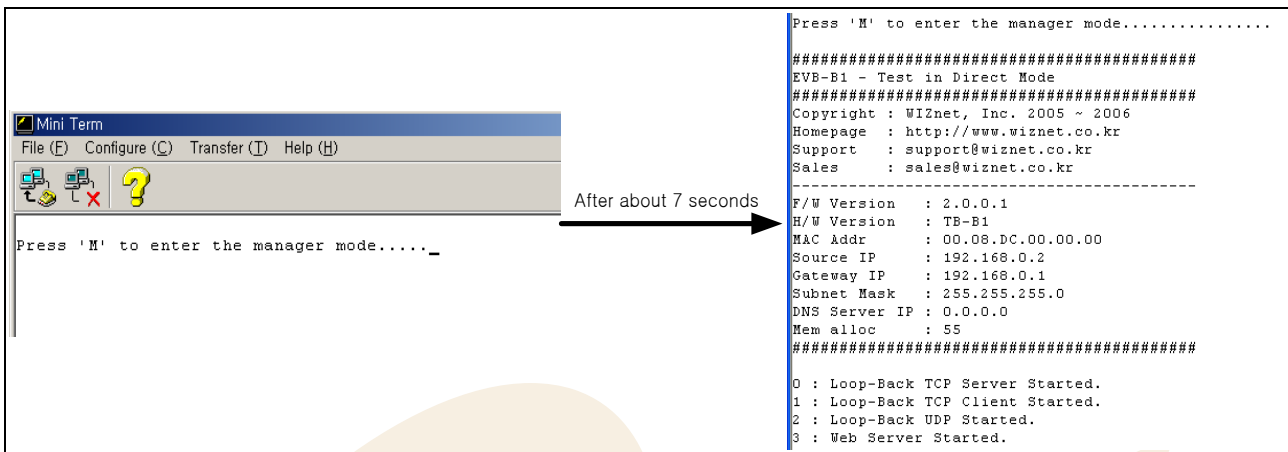 Mini Term
File (F) Configure (C) Transfer (T) Help (H)
Press 'M' to enter the manager mode....._
After about 7 seconds
Press 'M' to enter the manager mode................
###########################################
EVB-B1 - Test in Direct Mode
###########################################
Copyright : WIZnet, Inc. 2005 ~ 2006
Homepage : http://www.wiznet.co.kr
Support : support@wiznet.co.kr
Sales : sales@wiznet.co.kr
-------------------------------------------
F/W Version : 2.0.0.1
H/W Version : TB-B1
MAC Addr : 00.08.DC.00.00.00
Source IP : 192.168.0.2
Gateway IP : 192.168.0.1
Subnet Mask : 255.255.255.0
DNS Server IP : 0.0.0.0
Mem alloc : 55
###########################################
0 : Loop-Back TCP Server Started.
1 : Loop-Back TCP Client Started.
2 : Loop-Back UDP Started.
3 : Web Server Started.